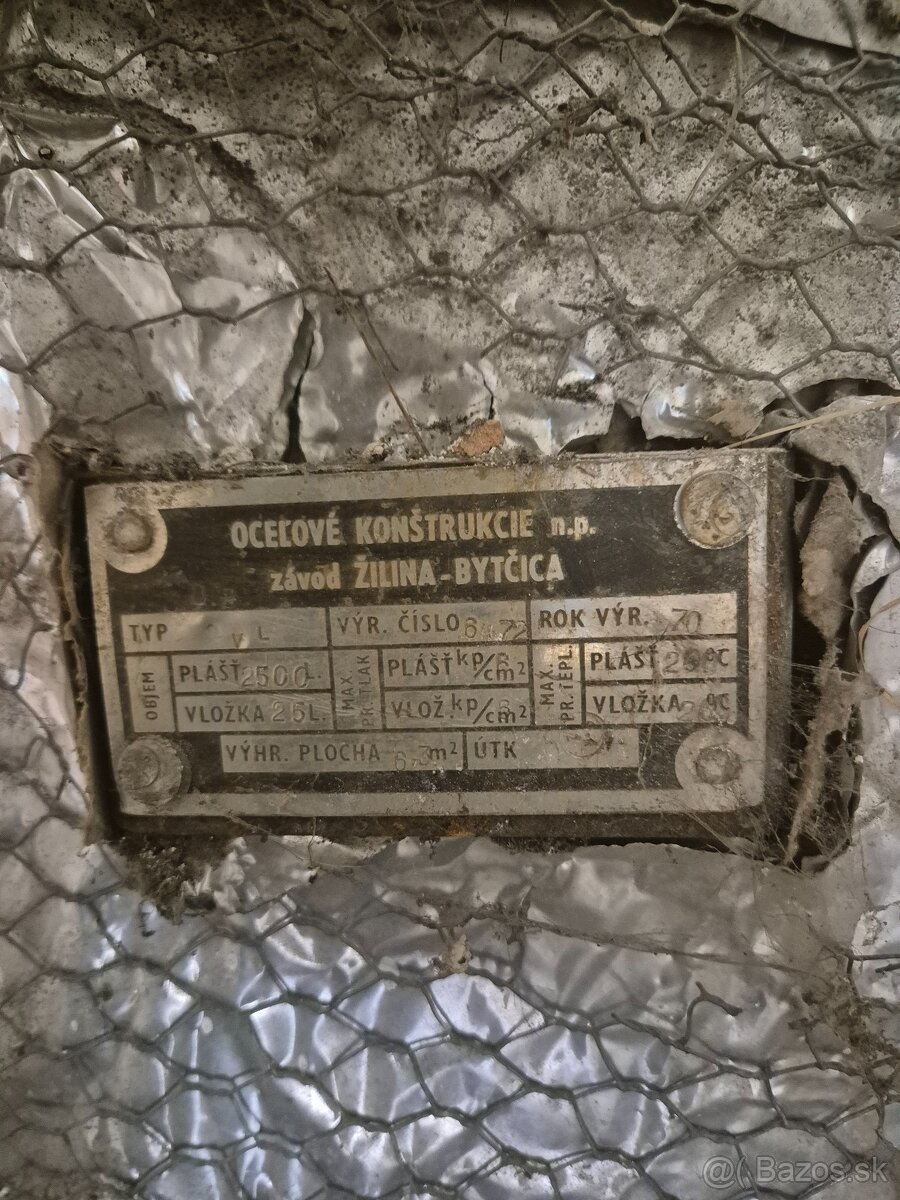 OCEĽOVÉ KONŠTRUKCIE n.p.
závod ŽILINA-BYTČICA
TYP L VÝR. ČÍSLO ROK VÝR. 70
OBJEM PLÁŠŤ 2500L. MAX. PR. TLAK PLÁŠŤ kp/cm2 MAX. PR. TEPL. PLÁŠŤ °C
VLOŽKA 25L. VLOŽ. kp/cm2 VLOŽKA °C
VÝHR. PLOCHA m2 ÚTK
@( Bazos.sk